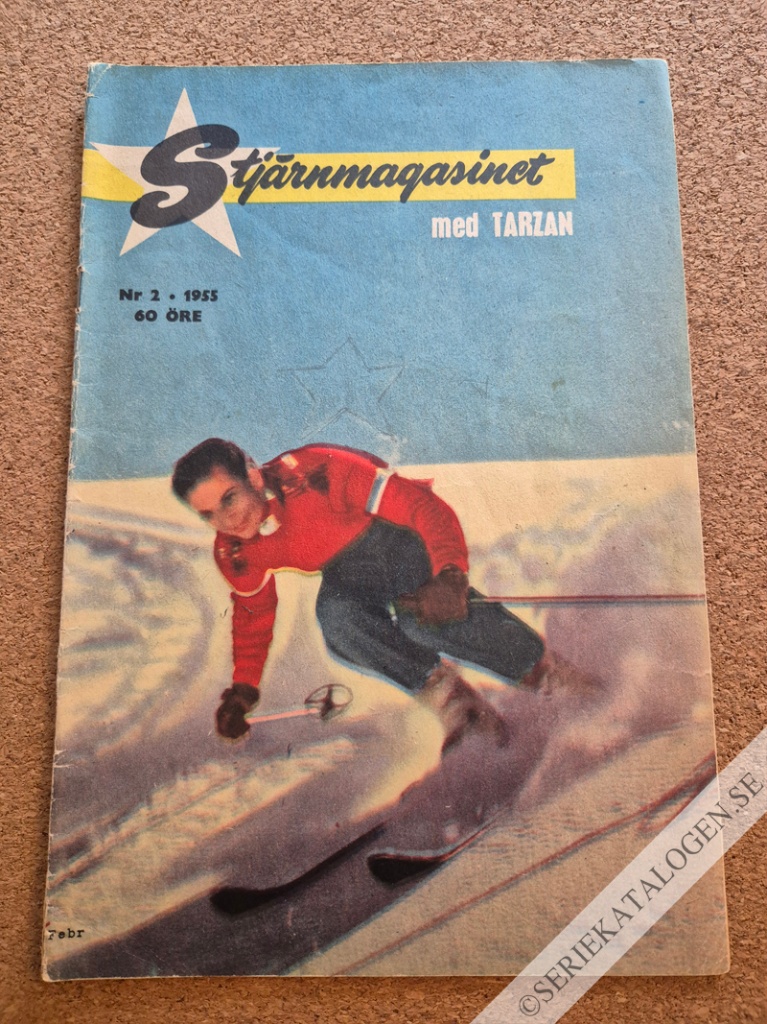 Stjärnmagasinet
med TARZAN
Nr 2 • 1955
60 ÖRE
Febr
©SERIEKATALOGEN.SE